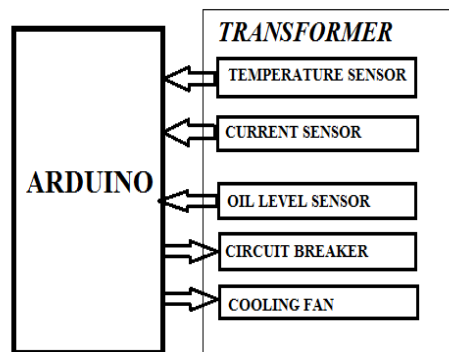 TRANSFORMER
TEMPERATURE SENSOR
CURRENT SENSOR
ARDUINO
OIL LEVEL SENSOR
CIRCUIT BREAKER
COOLING FAN